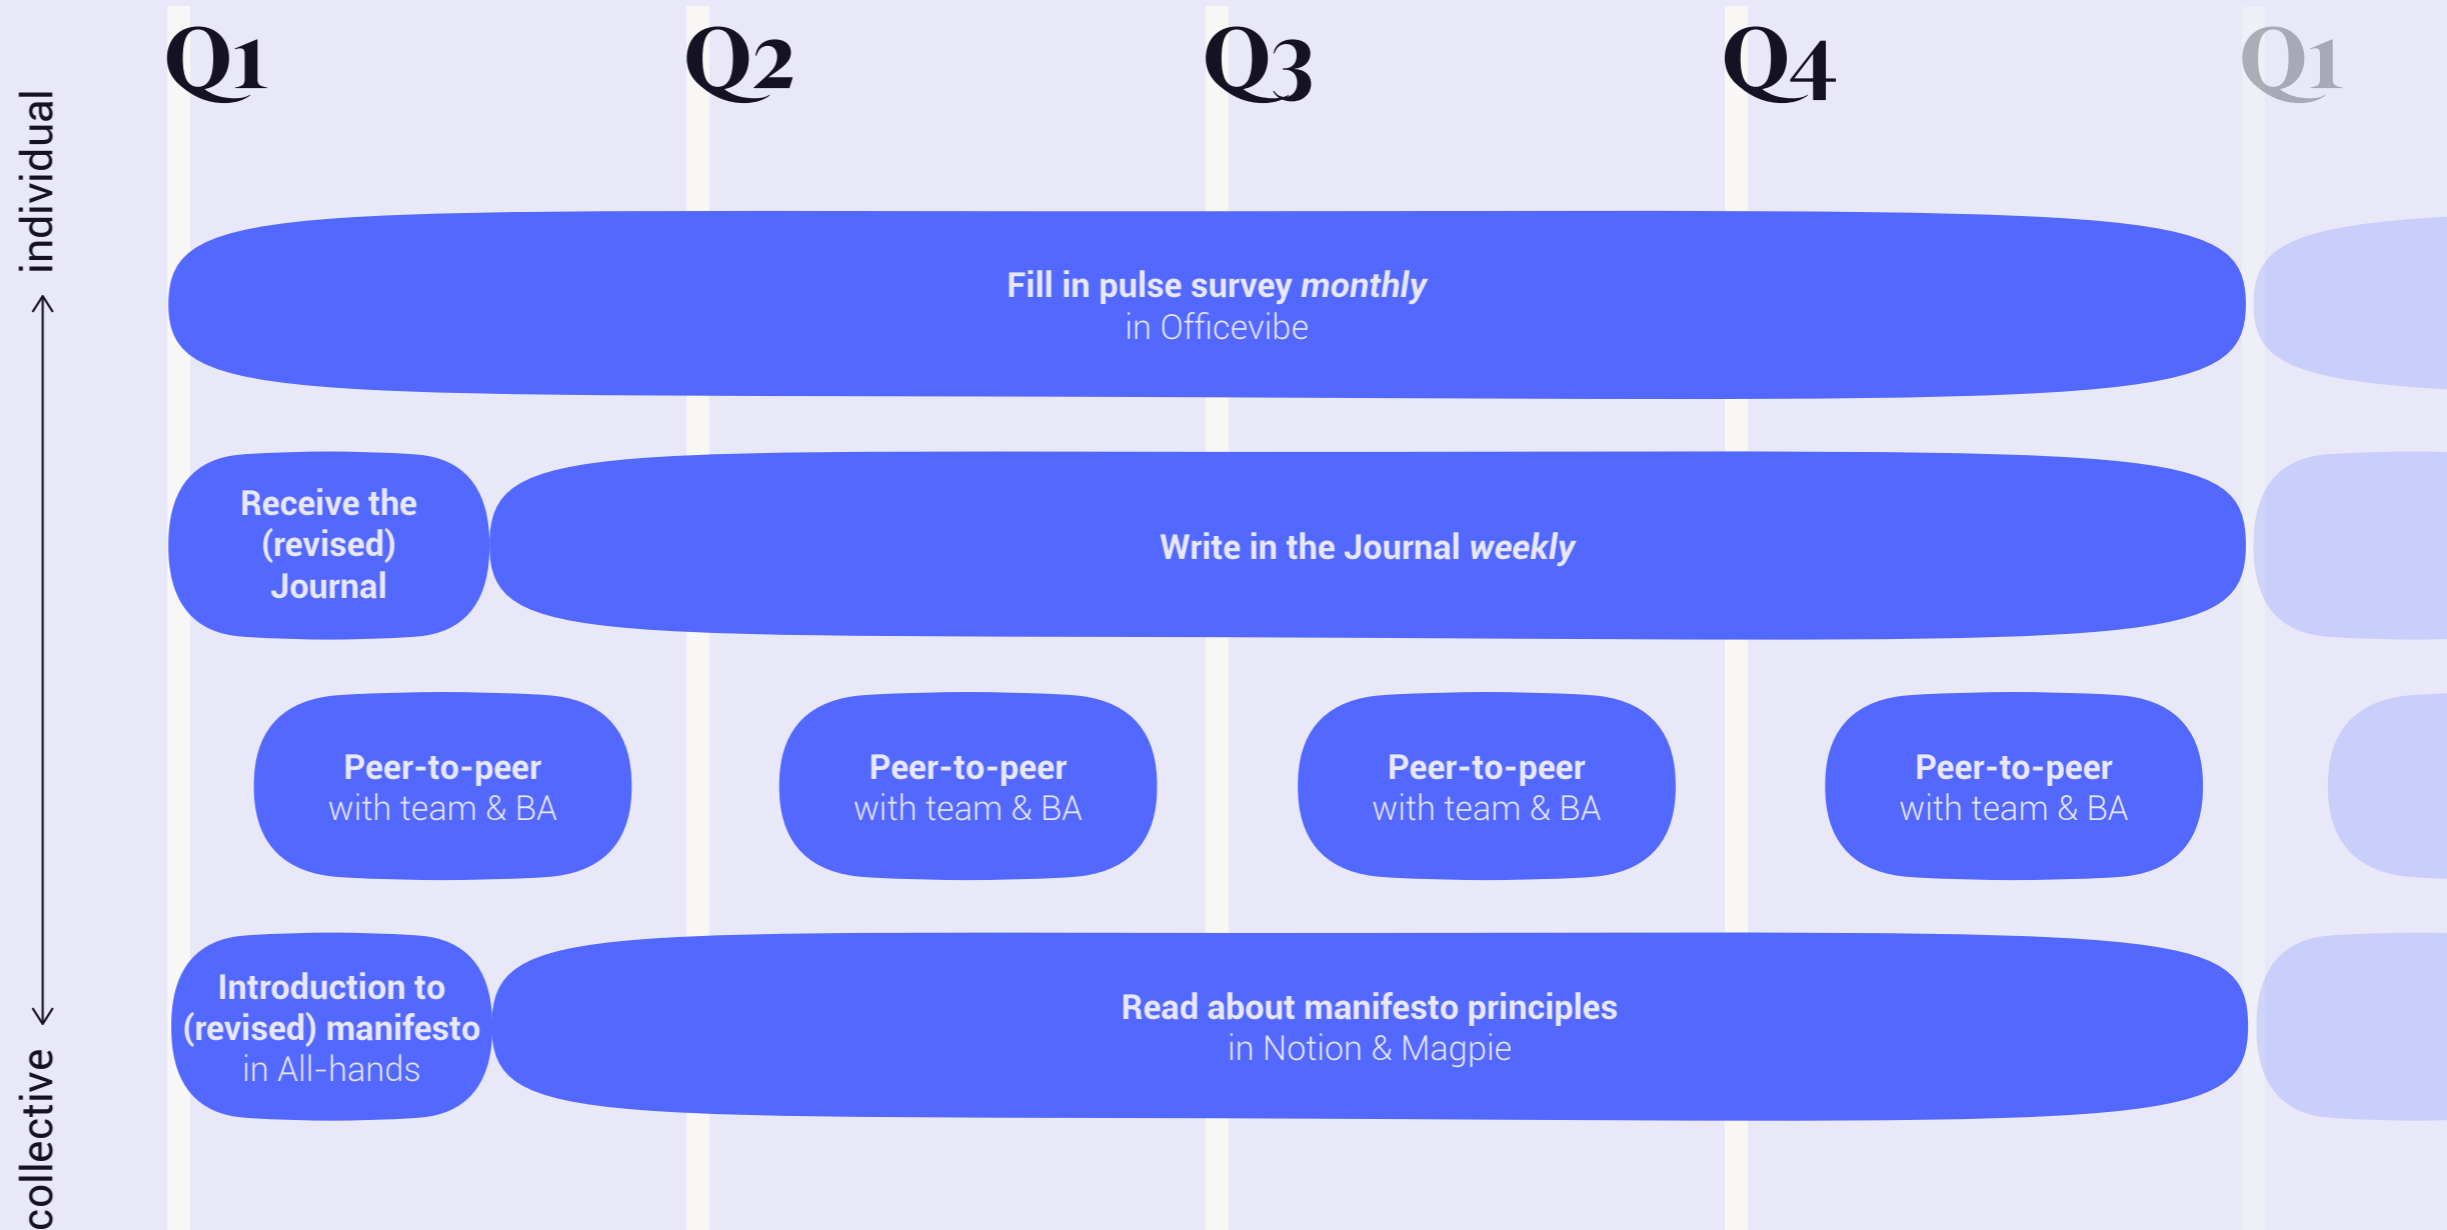 Q1
Q2
Q3
Q4
Q1
individual
Fill in pulse survey monthly
in Officevibe
Receive the
(revised)
Journal
Write in the Journal weekly
Peer-to-peer
with team & BA
Peer-to-peer
with team & BA
Peer-to-peer
with team & BA
Peer-to-peer
with team & BA
Introduction to
(revised) manifesto
in All-hands
Read about manifesto principles
in Notion & Magpie
collective